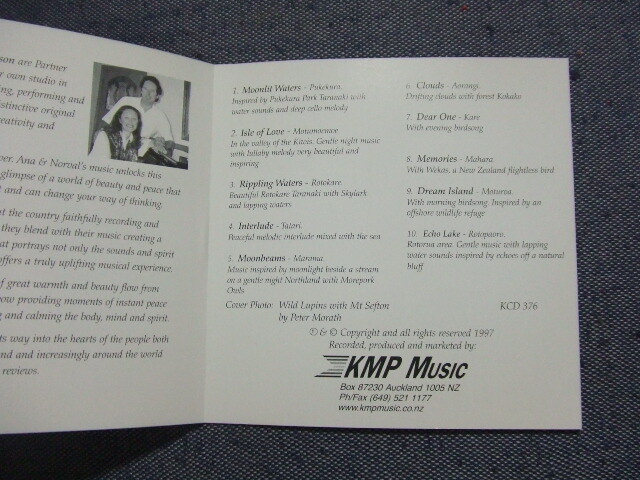 son are Partner
r own studio in
ng, performing and
istinctive original
reativity and
Ana & Norval's music unlocks this
glimpse of a world of beauty and peace that
t and can change your way of thinking.
t the country faithfully recording and
they blend with their music creating a
at portrays not only the sounds and spirit
offers a truly uplifting musical experience.
f great warmth and beauty flow from
ow providing moments of instant peace
g and calming the body, mind and spirit.
ts way into the hearts of the people both
nd and increasingly around the world
reviews.
1. Moonlit Waters - Pukekura.
Inspired by Pukekura Park Taranaki with
water sounds and deep cello melody
2. Isle of Love - Motumoonee
In the valley of the Kiwis. Gentle night music
with lullaby melody very beautiful and
inspiring
3. Rippling Waters - Rotokare.
Beautiful Rotokare Taranaki with Skylark
and lapping waters
4. Interlude - Tatari.
Peaceful melodic interlude mixed with the sea
5. Moonbeams - Marama.
Music inspired by moonlight beside a stream
on a gentle night Northland with Morepork
Owls.
6. Clouds - Aorangi
Drifting clouds with forest Kokako
7. Dear One - Kare
With evening birdsong
8. Memories - Mahara
With Wekas, a New Zealand flightless bird
9. Dream Island - Moturoa.
With morning birdsong. Inspired by an
offshore wildlife refuge
10. Echo Lake - Rotopaoro.
Rotorua area. Gentle music with lapping
water sounds inspired by echoes off a natural
bluff
Cover Photo: Wild Lupins with Mt Sefton
by Peter Morath
KCD 376
℗ & © Copyright and all rights reserved 1997
Recorded, produced and marketed by:
KMP MUSIC
Box 87230 Auckland 1005 NZ
Ph/Fax (649) 521 1177
www.kmpmusic.co.nz